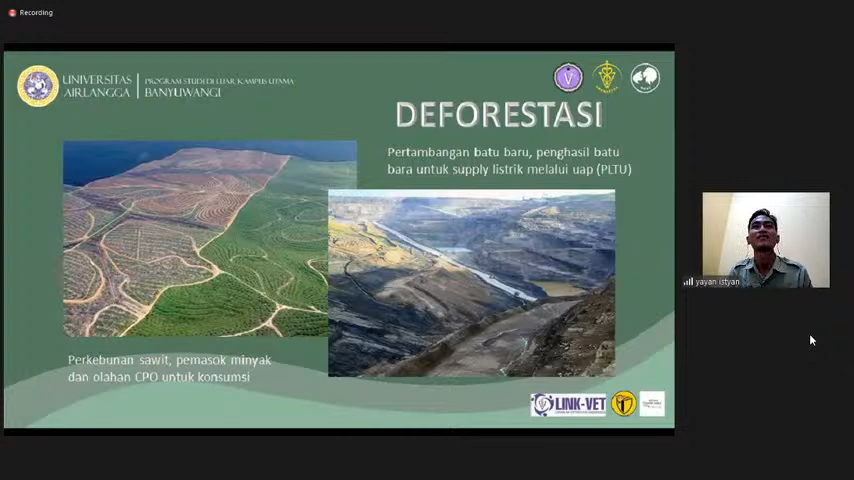 Recording
UNIVERSITAS
AIRLANGGA
PROGRAM STUDI DI LUAR KAMPUS UTAMA
BANYUWANGI
DEFORESTASI
Pertambangan batu baru, penghasil batu
bara untuk supply listrik melalui uap (PLTU)
yayan istyan
Perkebunan sawit, pemasok minyak
dan olahan CPO untuk konsumsi
LINK-VET